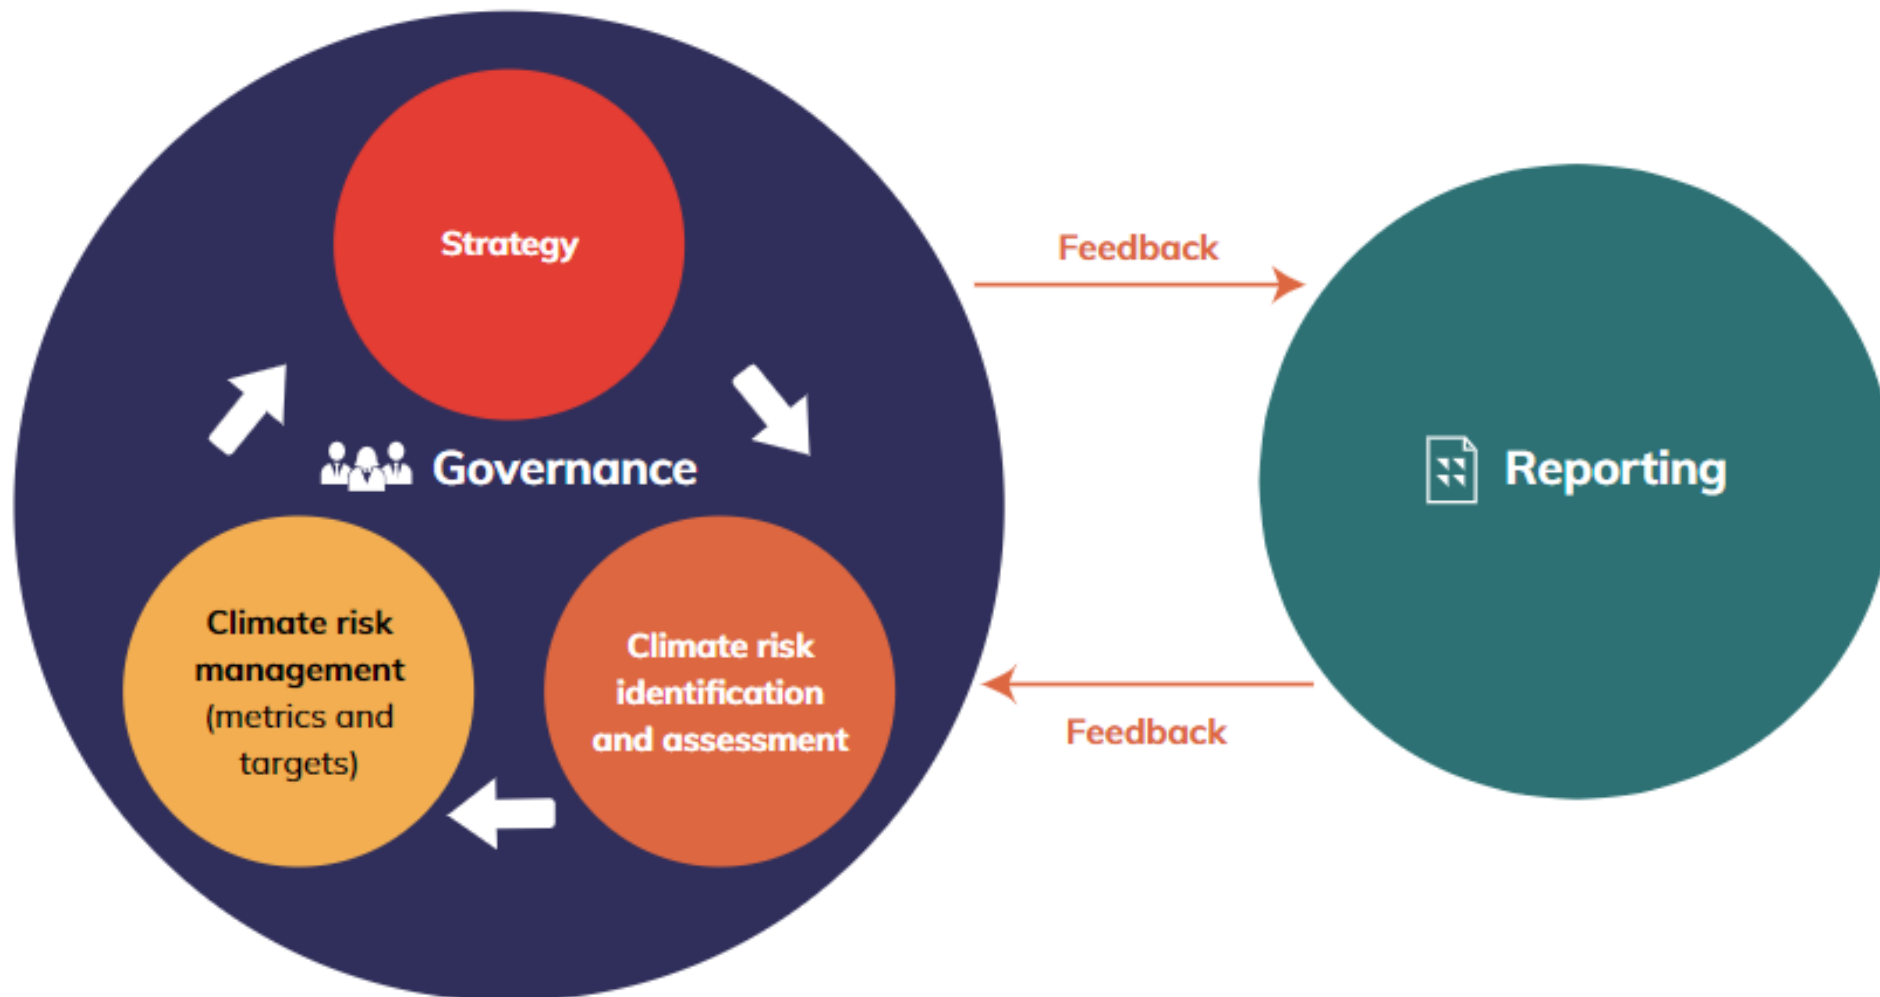 Strategy
Governance
Climate risk
management
(metrics and
targets)
Climate risk
identification
and assessment
Feedback
Feedback
Reporting